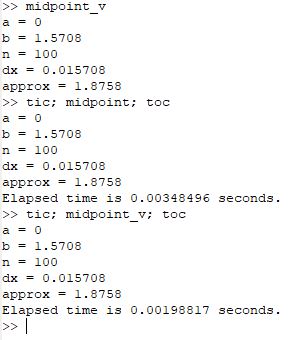 >> midpoint_v
a = 0
b = 1.5708
n = 100
dx = 0.015708
approx = 1.8758
>> tic; midpoint; toc
a = 0
b = 1.5708
n = 100
dx = 0.015708
approx = 1.8758
Elapsed time is 0.00348496 seconds.
>> tic; midpoint_v; toc
a = 0
b = 1.5708
n = 100
dx = 0.015708
approx = 1.8758
Elapsed time is 0.00198817 seconds.
>>